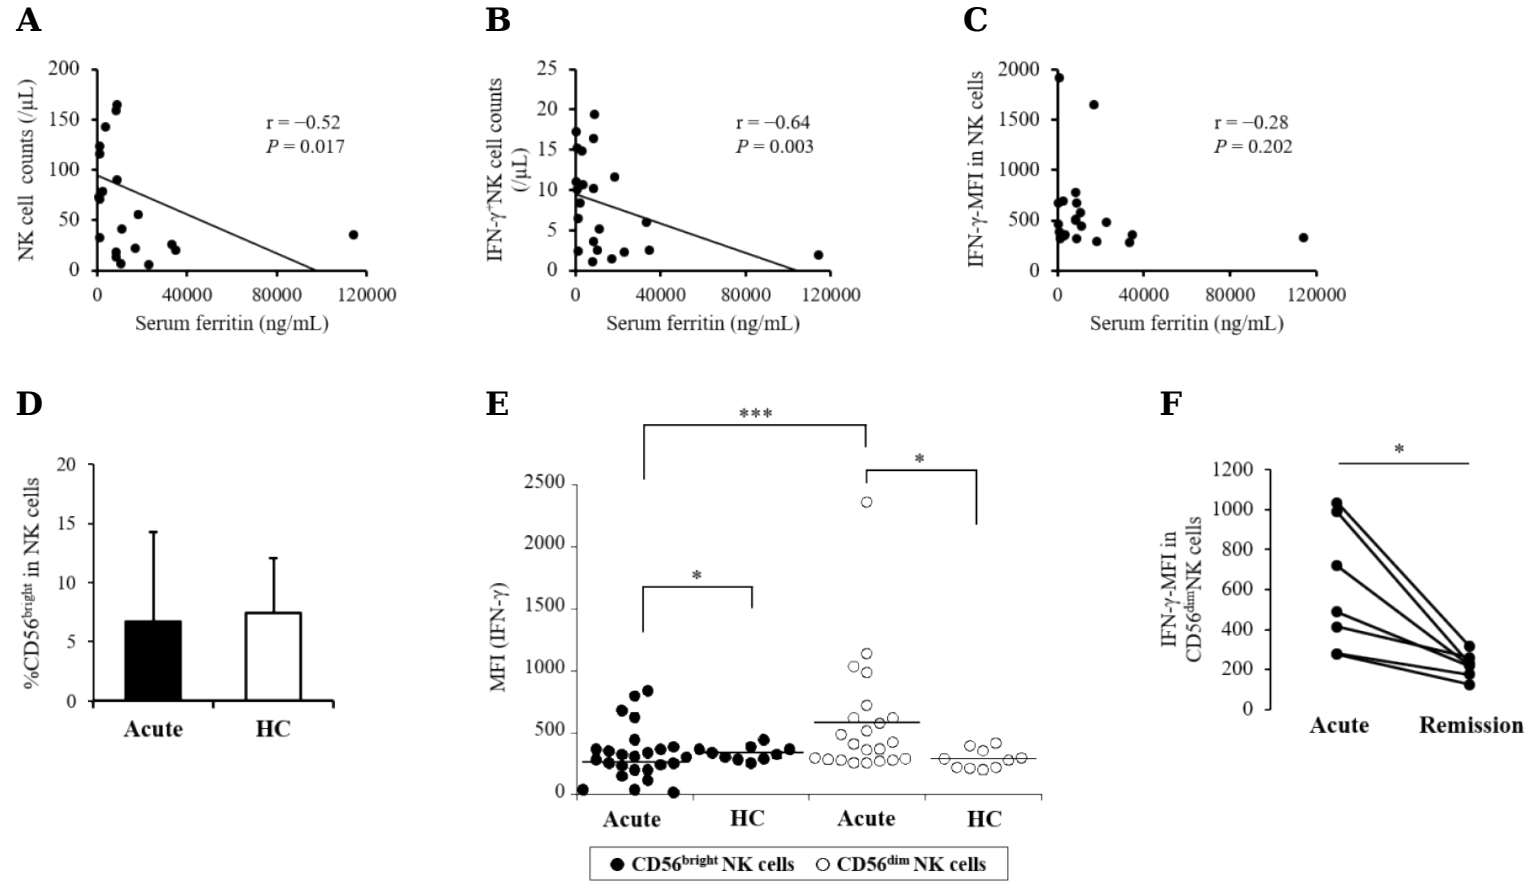 A
NK cell counts (/μL)
200
150
100
50
0
0 40000 80000 120000
Serum ferritin (ng/mL)
r = −0.52
P = 0.017
B
IFN-γ⁺NK cell counts
(/μL)
25
20
15
10
5
0
0 40000 80000 120000
Serum ferritin (ng/mL)
r = −0.64
P = 0.003
C
IFN-γ-MFI in NK cells
2000
1500
1000
500
0
0 40000 80000 120000
Serum ferritin (ng/mL)
r = −0.28
P = 0.202
D
%CD56bright in NK cells
20
15
10
5
0
Acute HC
E
MFI (IFN-γ)
2500
2000
1500
1000
500
0
***
*
*
Acute HC Acute HC
CD56bright NK cells CD56dim NK cells
F
IFN-γ-MFI in
CD56dimNK cells
1200
1000
800
600
400
200
0
*
Acute Remission